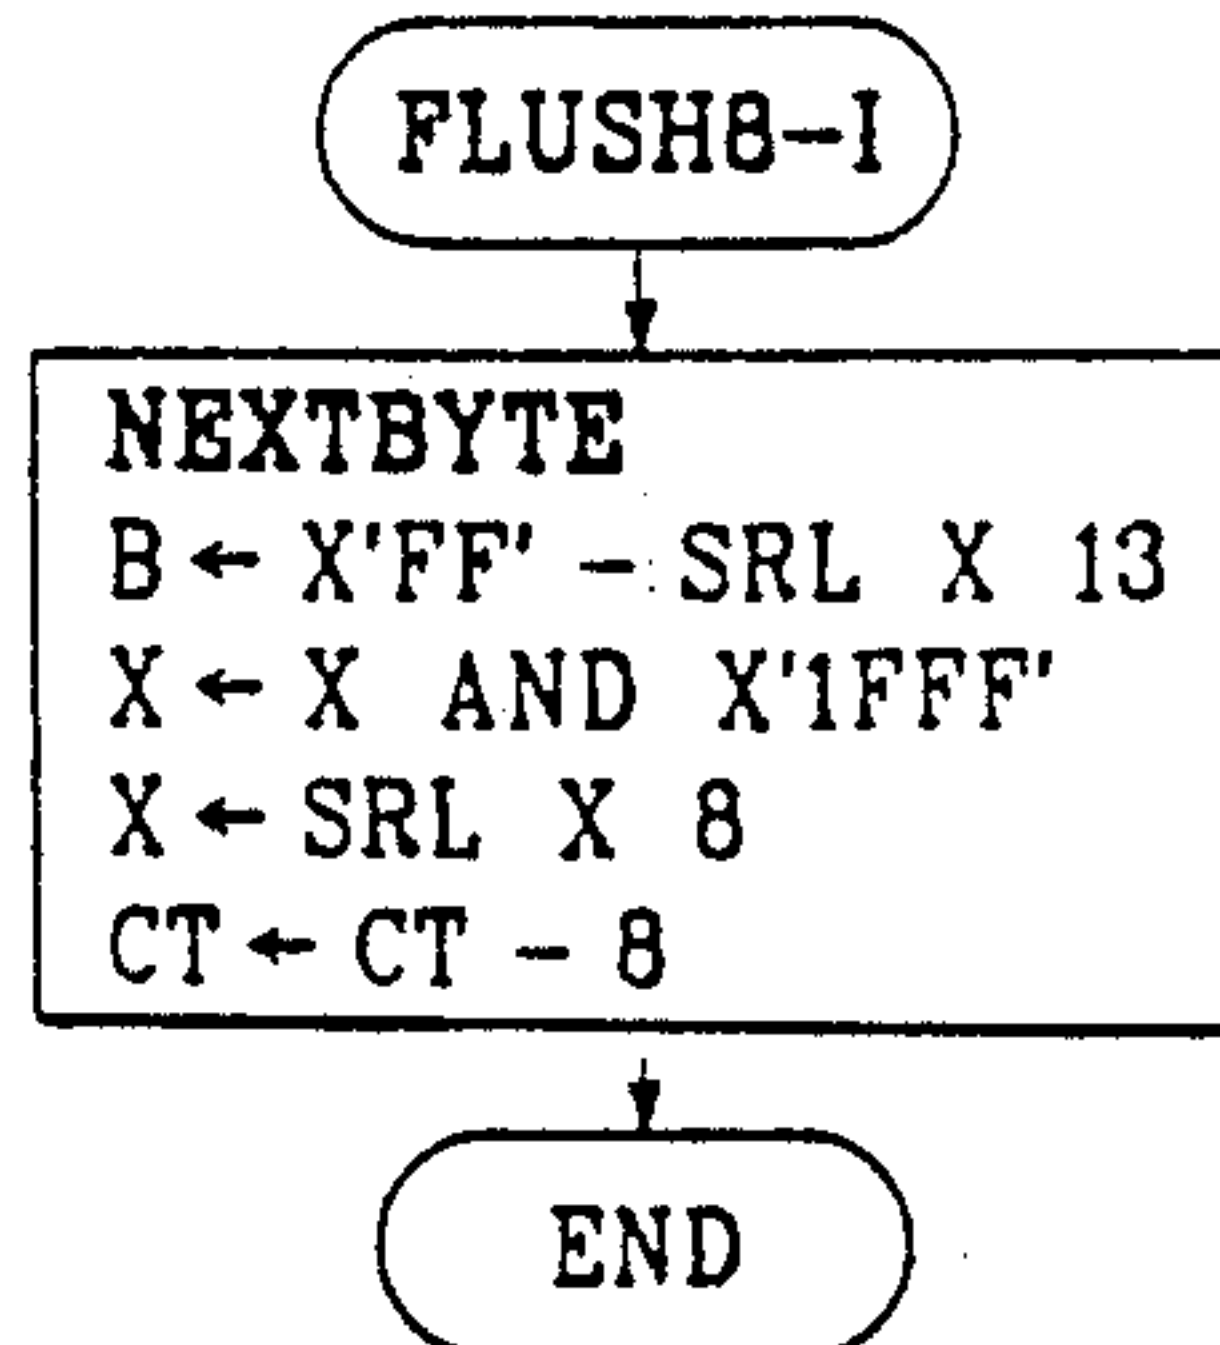 FLUSH8-I
NEXTBYTE
B ← X'FF' - SRL X 13
X ← X AND X'1FFF'
X ← SRL X 8
CT ← CT - 8
END